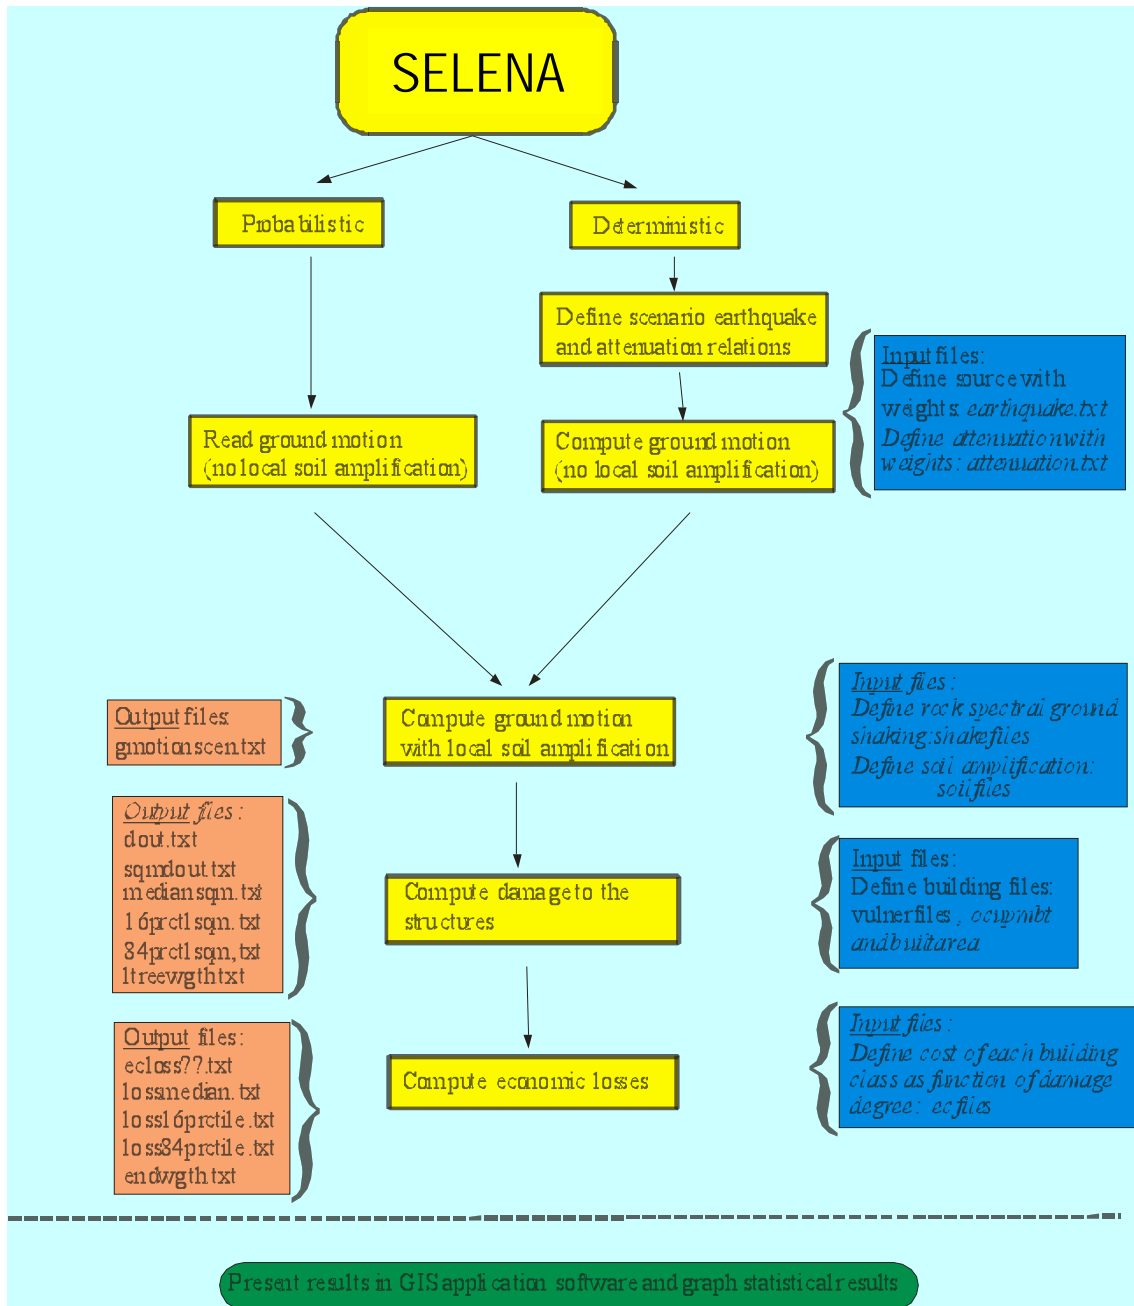 SELENA
Probabilistic
Deterministic
Define scenario earthquake
and attenuation relations
Input files:
Define source with
weights: earthquake.txt
Define attenuation with
weights: attenuation.txt
Read ground motion
(no local soil amplification)
Compute ground motion
(no local soil amplification)
Output files:
gmotionscen.txt
Compute ground motion
with local soil amplification
Input files:
Define rock spectral ground
shaking: shakefiles
Define soil amplification:
soilfiles
Output files:
dout.txt
sqmdout.txt
mediansqm.txt
16prctlsqm.txt
84prctlsqm,txt
ltreewgth.txt
Compute damage to the
structures
Input files:
Define building files:
vulnerfiles, ocupmbt
and builtarea
Output files:
ecloss??.txt
lossmedian.txt
loss16prctile.txt
loss84prctile.txt
endwgth.txt
Compute economic losses
Input files:
Define cost of each building
class as function of damage
degree: ecfiles
Present results in GIS application software and graph statistical results